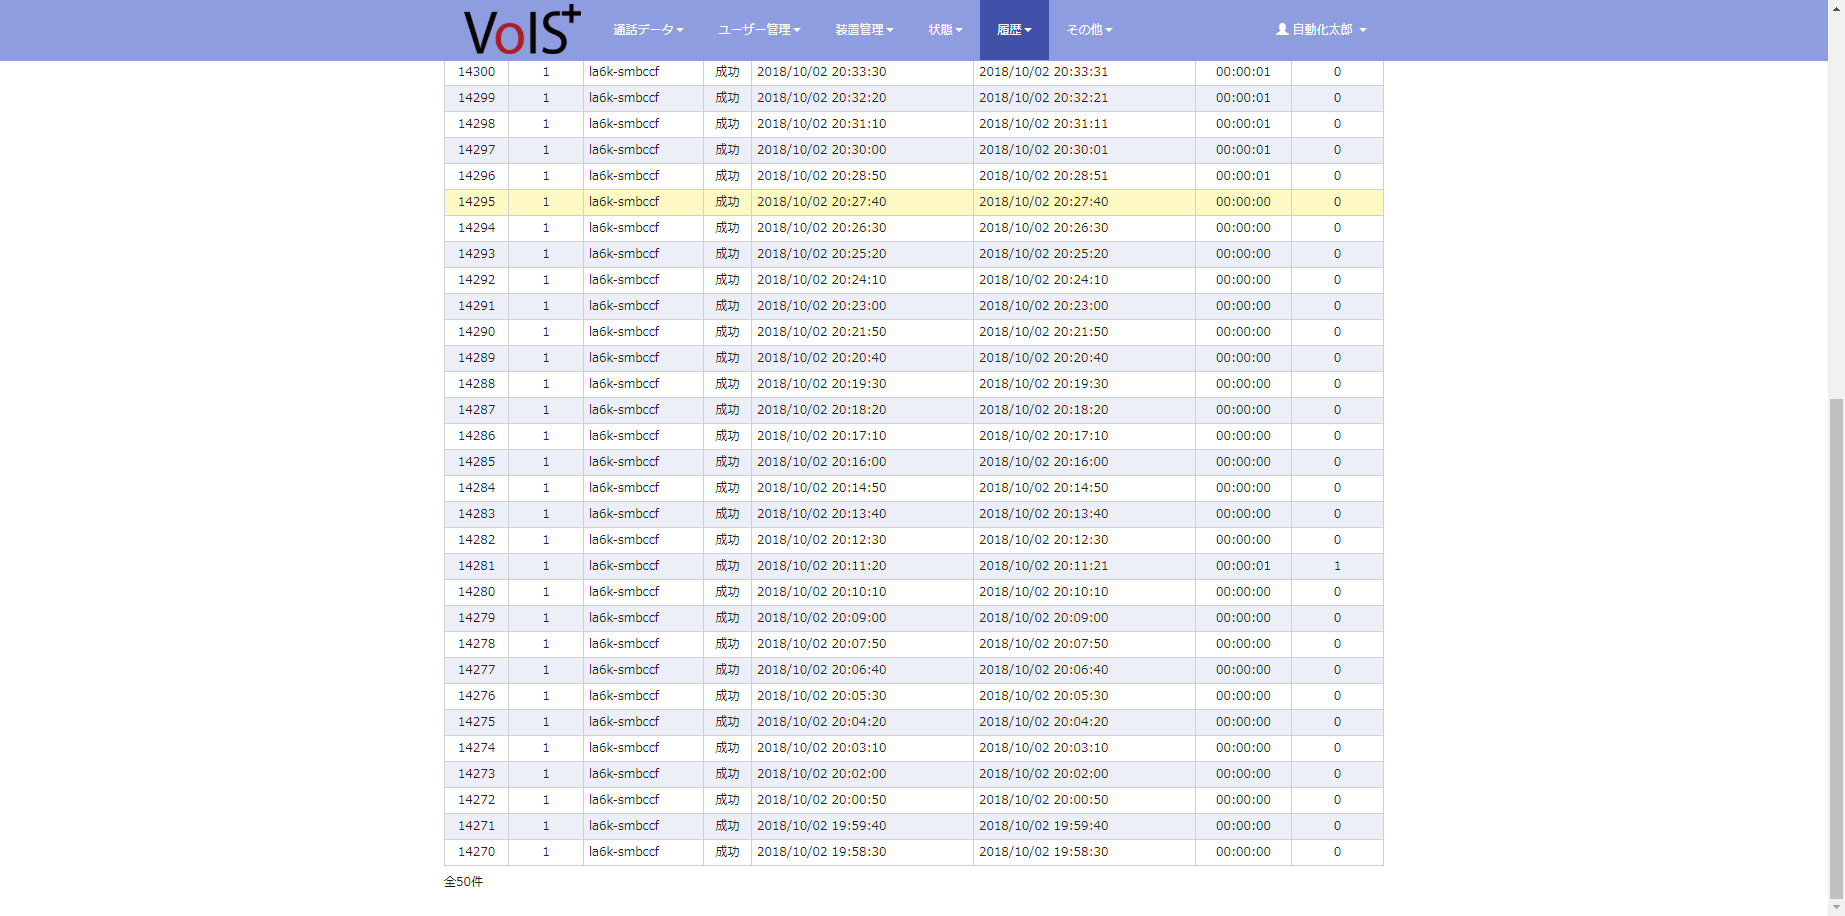 VoIS+ 通話データ ユーザー管理 装置管理 状態 履歴 その他 自動化太郎
14300 1 la6k-smbccf 成功 2018/10/02 20:33:30 2018/10/02 20:33:31 00:00:01 0
14299 1 la6k-smbccf 成功 2018/10/02 20:32:20 2018/10/02 20:32:21 00:00:01 0
14298 1 la6k-smbccf 成功 2018/10/02 20:31:10 2018/10/02 20:31:11 00:00:01 0
14297 1 la6k-smbccf 成功 2018/10/02 20:30:00 2018/10/02 20:30:01 00:00:01 0
14296 1 la6k-smbccf 成功 2018/10/02 20:28:50 2018/10/02 20:28:51 00:00:01 0
14295 1 la6k-smbccf 成功 2018/10/02 20:27:40 2018/10/02 20:27:40 00:00:00 0
14294 1 la6k-smbccf 成功 2018/10/02 20:26:30 2018/10/02 20:26:30 00:00:00 0
14293 1 la6k-smbccf 成功 2018/10/02 20:25:20 2018/10/02 20:25:20 00:00:00 0
14292 1 la6k-smbccf 成功 2018/10/02 20:24:10 2018/10/02 20:24:10 00:00:00 0
14291 1 la6k-smbccf 成功 2018/10/02 20:23:00 2018/10/02 20:23:00 00:00:00 0
14290 1 la6k-smbccf 成功 2018/10/02 20:21:50 2018/10/02 20:21:50 00:00:00 0
14289 1 la6k-smbccf 成功 2018/10/02 20:20:40 2018/10/02 20:20:40 00:00:00 0
14288 1 la6k-smbccf 成功 2018/10/02 20:19:30 2018/10/02 20:19:30 00:00:00 0
14287 1 la6k-smbccf 成功 2018/10/02 20:18:20 2018/10/02 20:18:20 00:00:00 0
14286 1 la6k-smbccf 成功 2018/10/02 20:17:10 2018/10/02 20:17:10 00:00:00 0
14285 1 la6k-smbccf 成功 2018/10/02 20:16:00 2018/10/02 20:16:00 00:00:00 0
14284 1 la6k-smbccf 成功 2018/10/02 20:14:50 2018/10/02 20:14:50 00:00:00 0
14283 1 la6k-smbccf 成功 2018/10/02 20:13:40 2018/10/02 20:13:40 00:00:00 0
14282 1 la6k-smbccf 成功 2018/10/02 20:12:30 2018/10/02 20:12:30 00:00:00 0
14281 1 la6k-smbccf 成功 2018/10/02 20:11:20 2018/10/02 20:11:21 00:00:01 1
14280 1 la6k-smbccf 成功 2018/10/02 20:10:10 2018/10/02 20:10:10 00:00:00 0
14279 1 la6k-smbccf 成功 2018/10/02 20:09:00 2018/10/02 20:09:00 00:00:00 0
14278 1 la6k-smbccf 成功 2018/10/02 20:07:50 2018/10/02 20:07:50 00:00:00 0
14277 1 la6k-smbccf 成功 2018/10/02 20:06:40 2018/10/02 20:06:40 00:00:00 0
14276 1 la6k-smbccf 成功 2018/10/02 20:05:30 2018/10/02 20:05:30 00:00:00 0
14275 1 la6k-smbccf 成功 2018/10/02 20:04:20 2018/10/02 20:04:20 00:00:00 0
14274 1 la6k-smbccf 成功 2018/10/02 20:03:10 2018/10/02 20:03:10 00:00:00 0
14273 1 la6k-smbccf 成功 2018/10/02 20:02:00 2018/10/02 20:02:00 00:00:00 0
14272 1 la6k-smbccf 成功 2018/10/02 20:00:50 2018/10/02 20:00:50 00:00:00 0
14271 1 la6k-smbccf 成功 2018/10/02 19:59:40 2018/10/02 19:59:40 00:00:00 0
14270 1 la6k-smbccf 成功 2018/10/02 19:58:30 2018/10/02 19:58:30 00:00:00 0
全50件